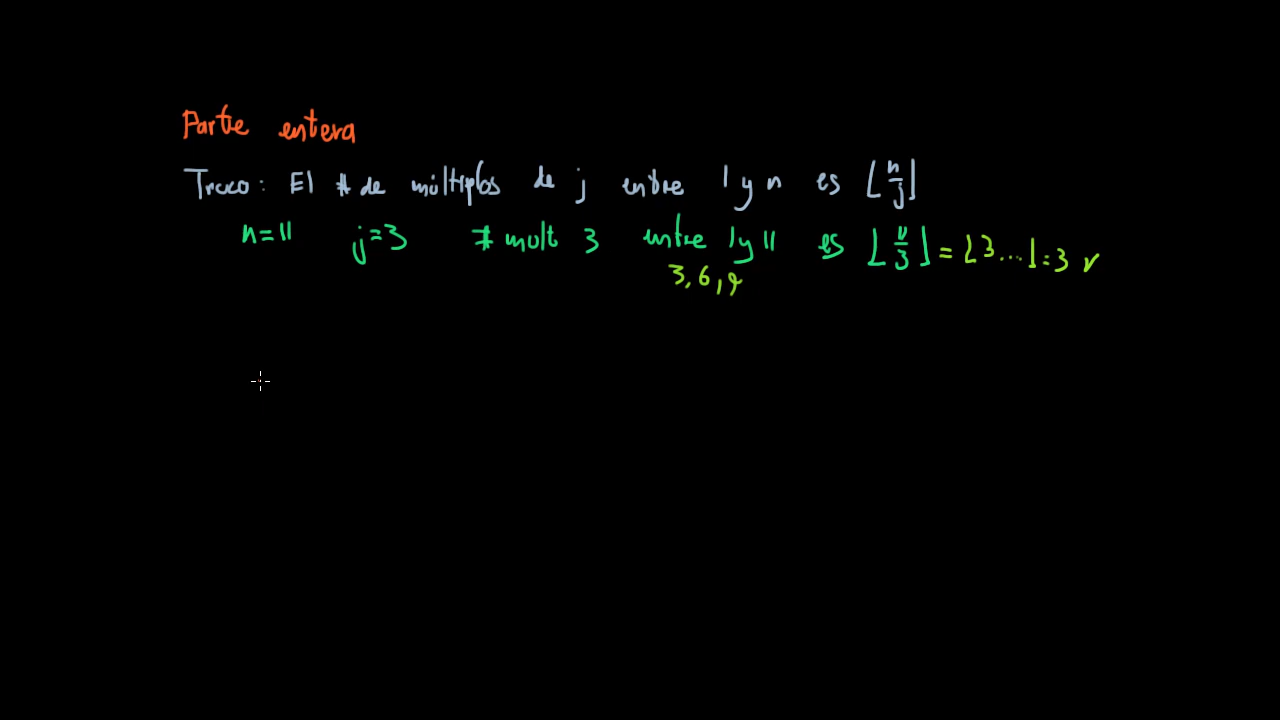 Parte entera
Truco: El # de múltiplos de j entre 1 y n es ⌊n/j⌋
n=11 j=3 # mult 3 entre 1 y 11 es ⌊11/3⌋ = ⌊3...⌋ = 3 ✓
3, 6, 9